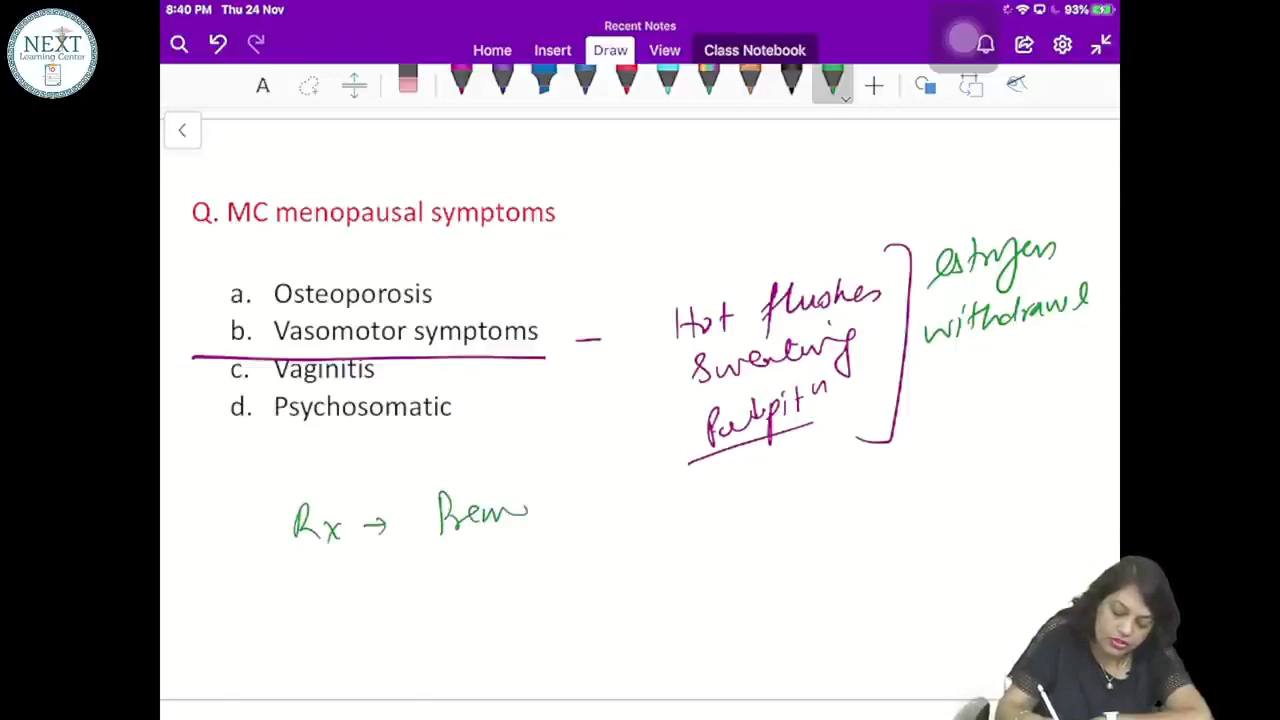 8:40 PM Thu 24 Nov
93%
NEXT
Learning Center
Recent Notes
Home Insert Draw View Class Notebook
A
Q. MC menopausal symptoms
a. Osteoporosis
b. Vasomotor symptoms –
c. Vaginitis
d. Psychosomatic
Hot flushes
Sweating
Palpitⁿ
estrogen
withdrawl
Rx →